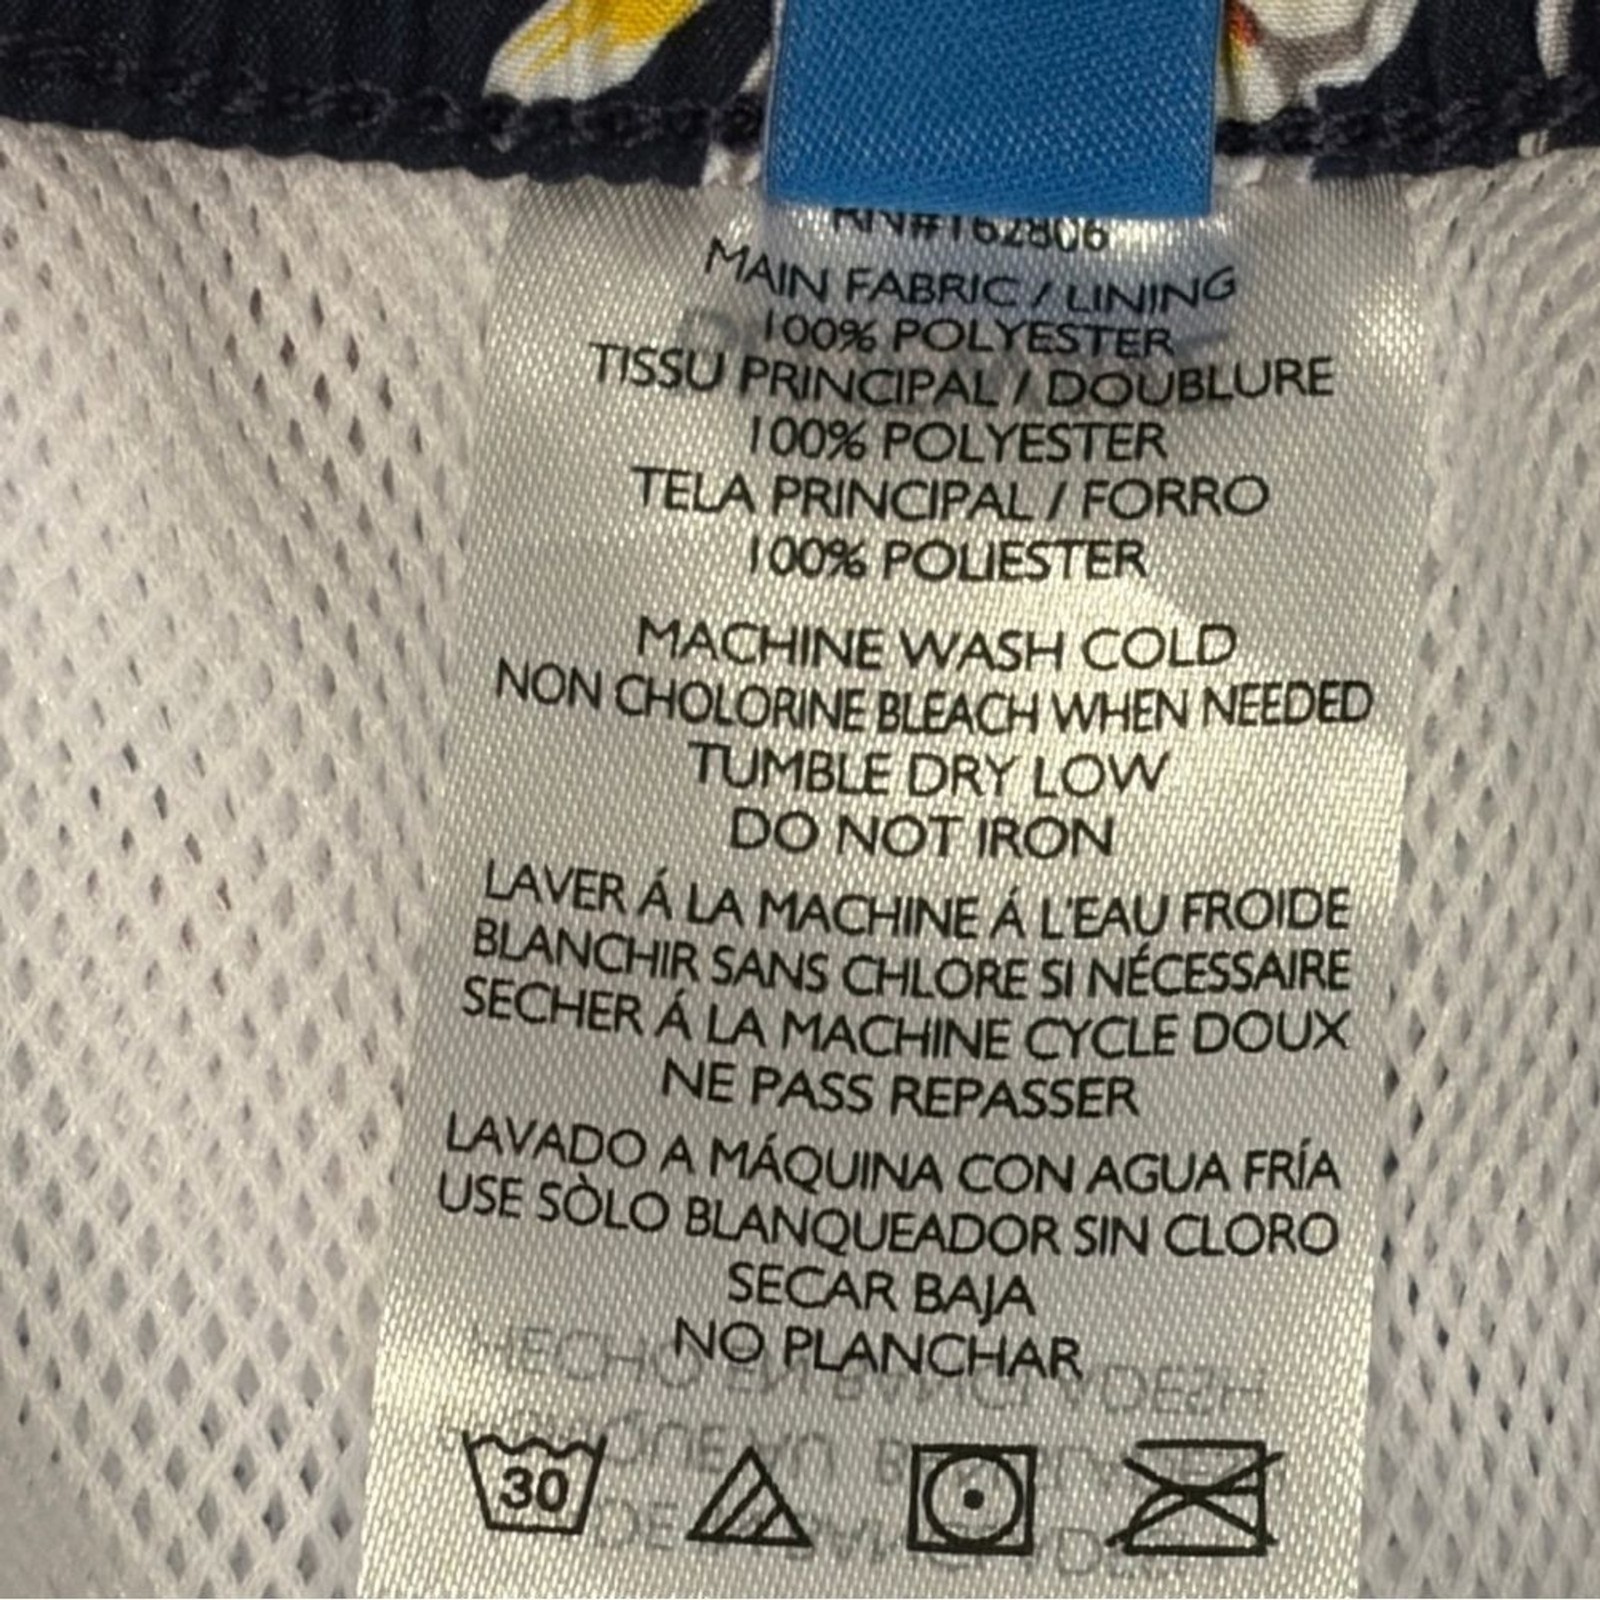 RN#162806
MAIN FABRIC / LINING
100% POLYESTER
TISSU PRINCIPAL / DOUBLURE
100% POLYESTER
TELA PRINCIPAL / FORRO
100% POLIESTER
MACHINE WASH COLD
NON CHOLORINE BLEACH WHEN NEEDED
TUMBLE DRY LOW
DO NOT IRON
LAVER Á LA MACHINE Á L'EAU FROIDE
BLANCHIR SANS CHLORE SI NÉCESSAIRE
SECHER Á LA MACHINE CYCLE DOUX
NE PASS REPASSER
LAVADO A MÁQUINA CON AGUA FRÍA
USE SÒLO BLANQUEADOR SIN CLORO
SECAR BAJA
NO PLANCHAR
30